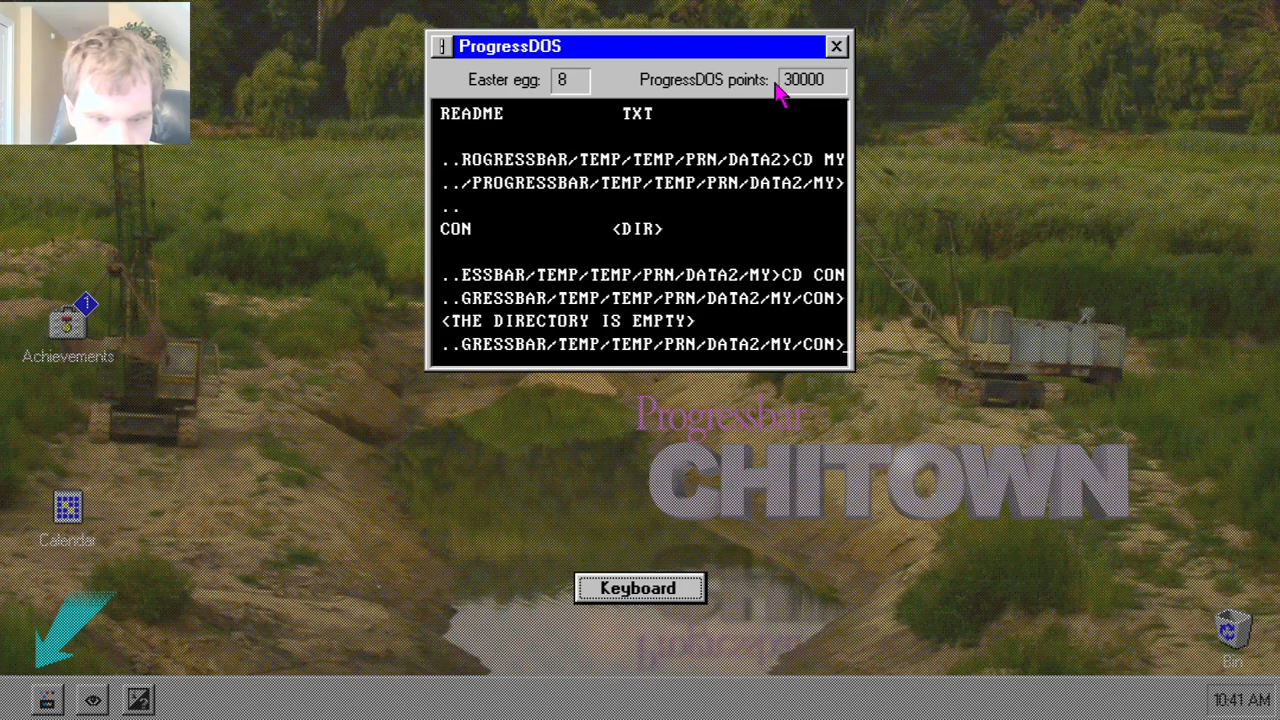 ProgressDOS
Easter egg: 8 ProgressDOS points: 30000
README TXT
..ROGRESSBAR/TEMP/TEMP/PRN/DATA2>CD MY
../PROGRESSBAR/TEMP/TEMP/PRN/DATA2/MY>
..
CON <DIR>
..ESSBAR/TEMP/TEMP/PRN/DATA2/MY>CD CON
..GRESSBAR/TEMP/TEMP/PRN/DATA2/MY/CON>
<THE DIRECTORY IS EMPTY>
..GRESSBAR/TEMP/TEMP/PRN/DATA2/MY/CON>_
1
Achievements
Progressbar
CHITOWN
Calendar
Keyboard
Bin
10:41 AM